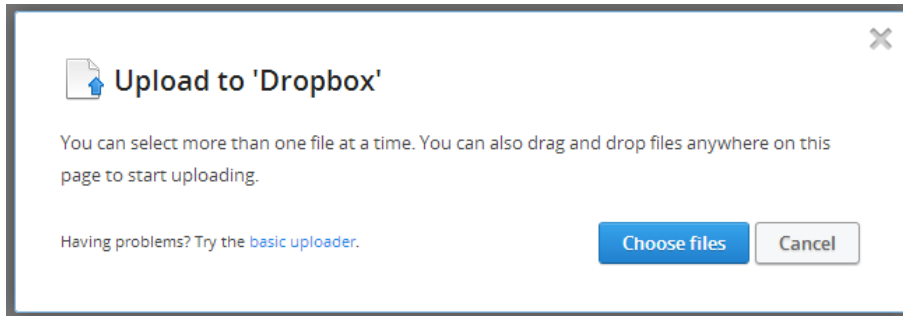 Upload to 'Dropbox'
You can select more than one file at a time. You can also drag and drop files anywhere on this
page to start uploading.
Having problems? Try the basic uploader.
Choose files
Cancel